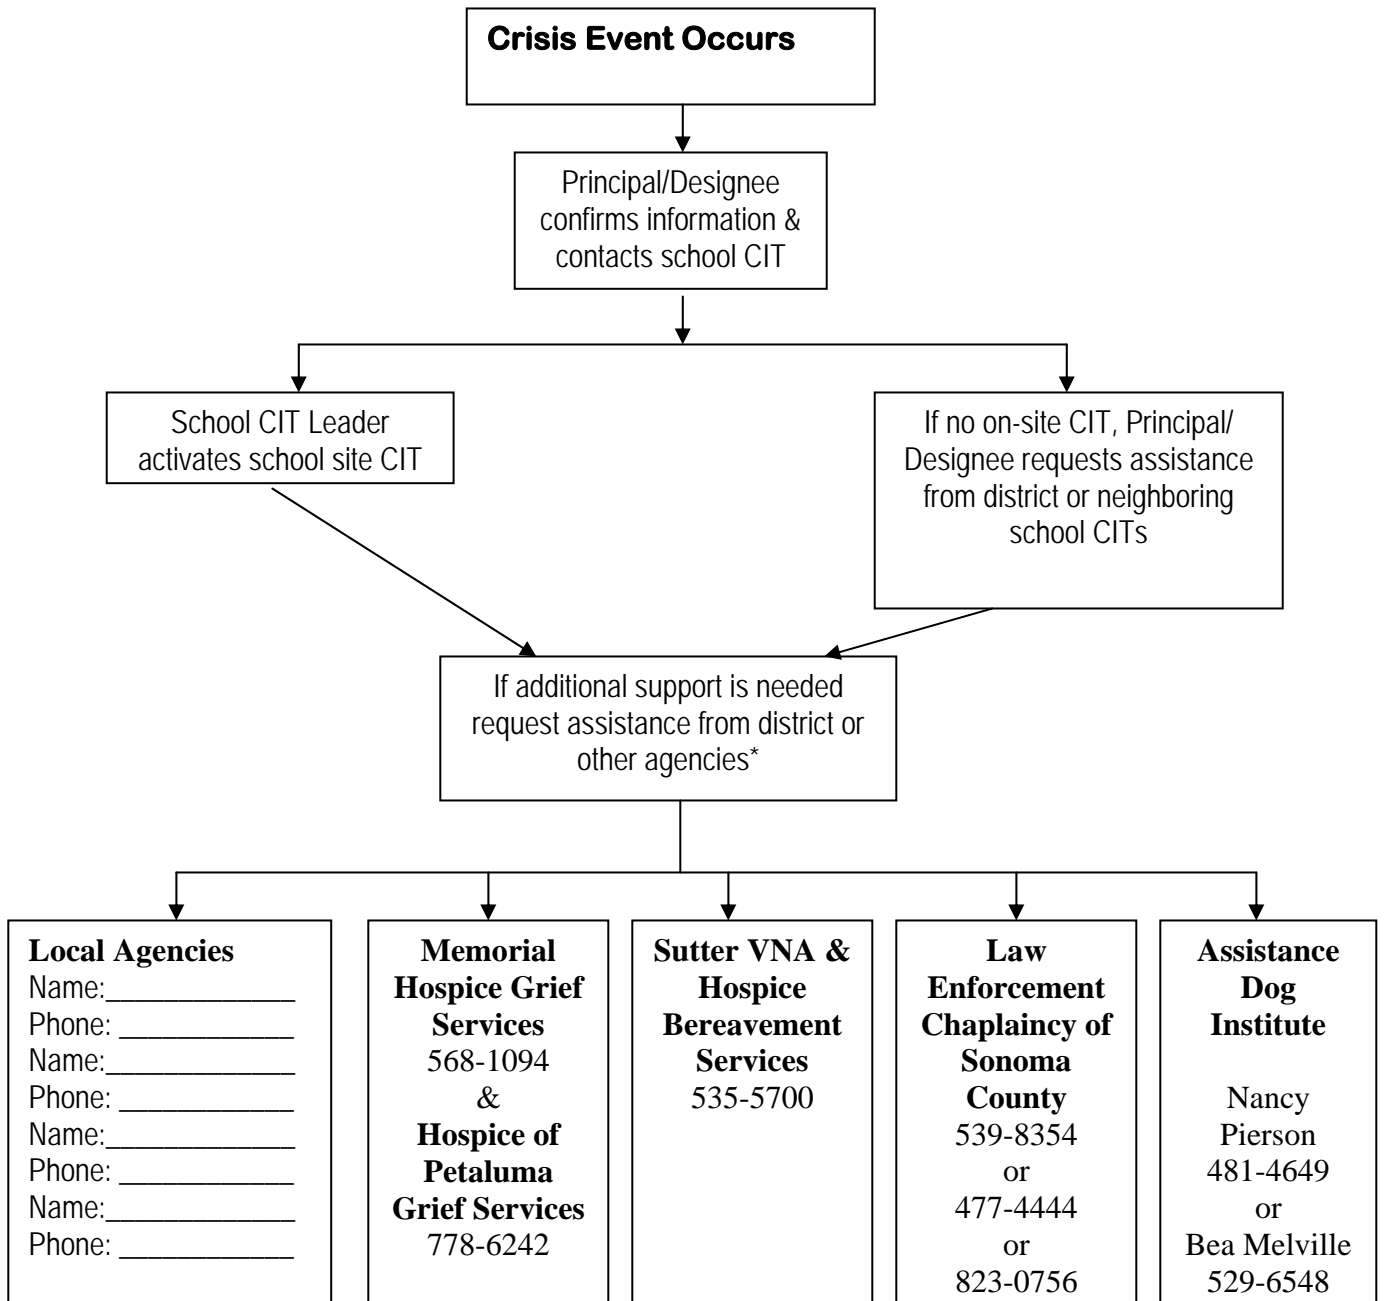 Crisis Event Occurs
Principal/Designee
confirms information &
contacts school CIT
School CIT Leader
activates school site CIT
If no on-site CIT, Principal/
Designee requests assistance
from district or neighboring
school CITs
If additional support is needed
request assistance from district or
other agencies*
Local Agencies
Name:_____________
Phone: ____________
Name:_____________
Phone: ____________
Name:_____________
Phone: ____________
Name:_____________
Phone: ____________
Memorial
Hospice Grief
Services
568-1094
&
Hospice of
Petaluma
Grief Services
778-6242
Sutter VNA &
Hospice
Bereavement
Services
535-5700
Law
Enforcement
Chaplaincy of
Sonoma
County
539-8354
or
477-4444
or
823-0756
Assistance
Dog
Institute
Nancy
Pierson
481-4649
or
Bea Melville
529-6548